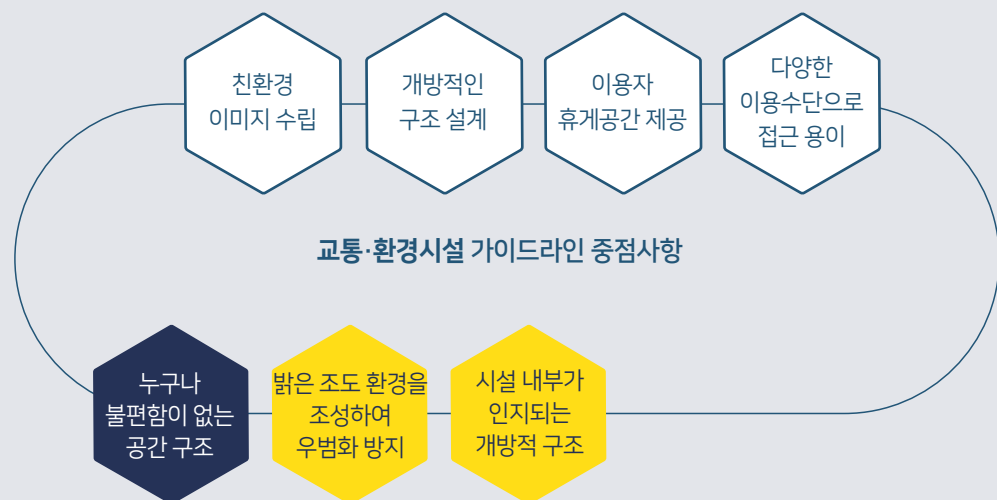 친환경
이미지 수립
개방적인
구조 설계
이용자
휴게공간 제공
다양한
이용수단으로
접근 용이
교통·환경시설 가이드라인 중점사항
누구나
불편함이 없는
공간 구조
밝은 조도 환경을
조성하여
우범화 방지
시설 내부가
인지되는
개방적 구조